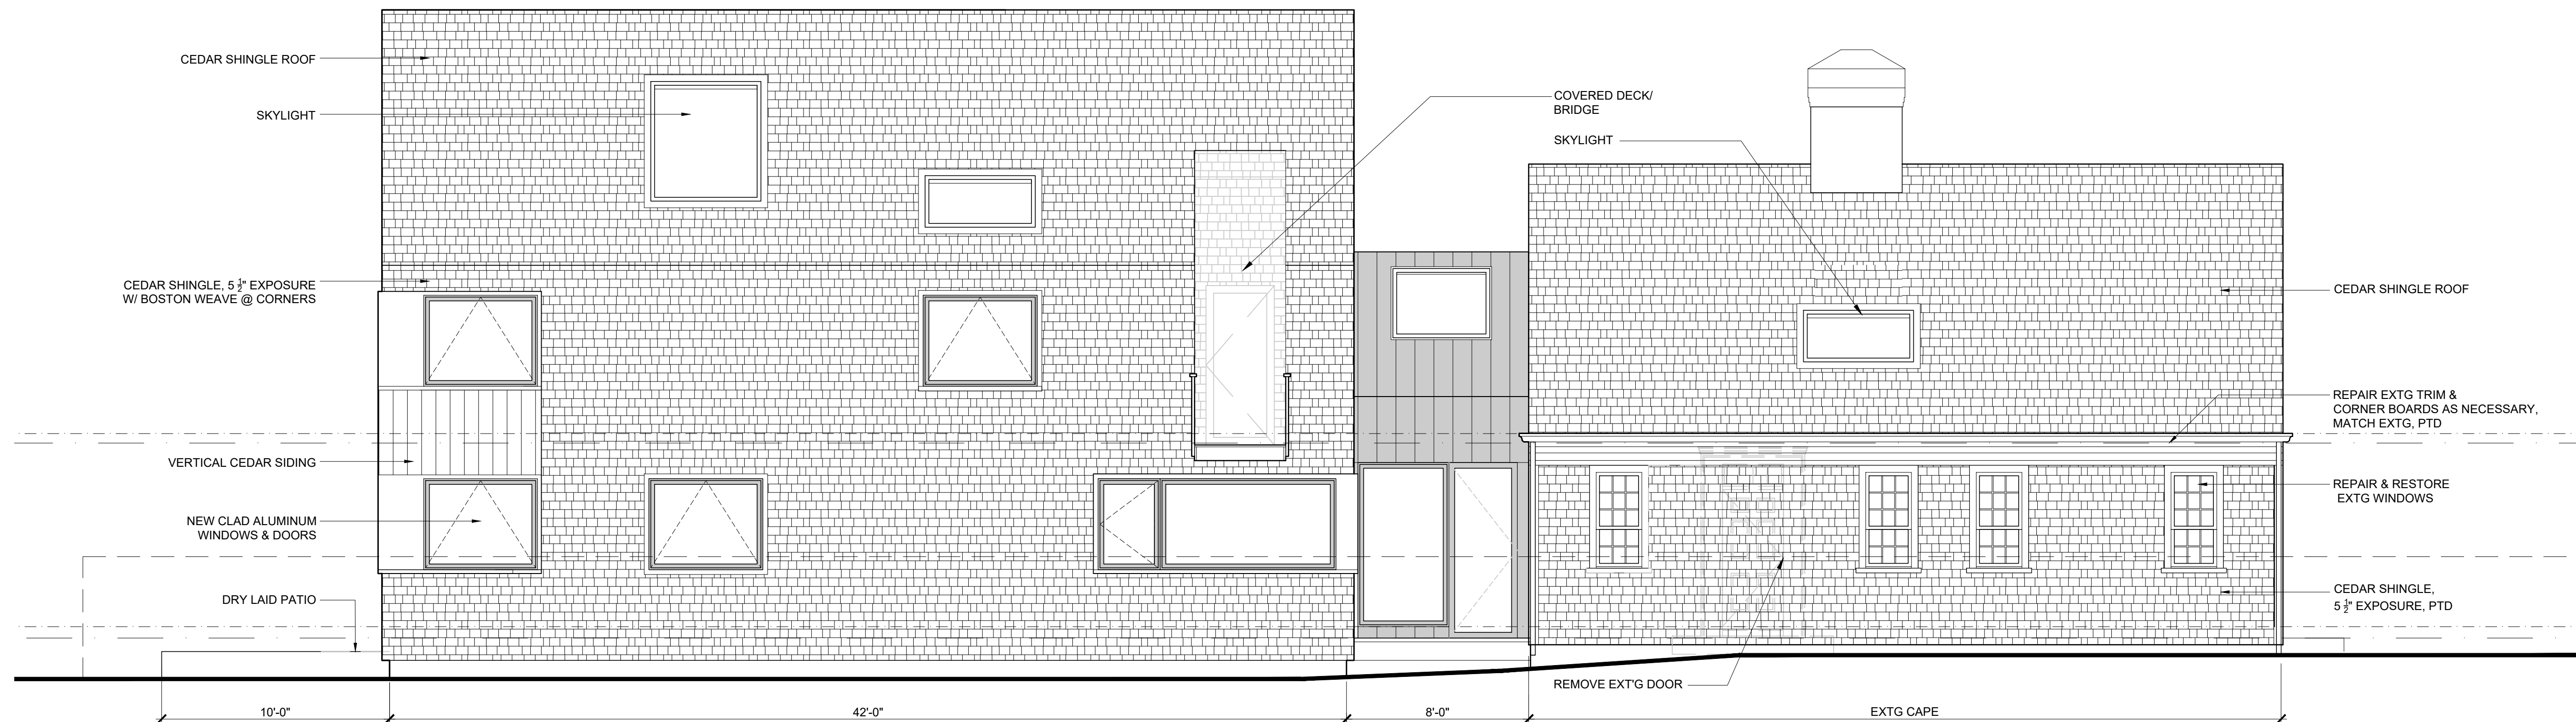 CEDAR SHINGLE ROOF
SKYLIGHT
CEDAR SHINGLE, 5 ½" EXPOSURE
W/ BOSTON WEAVE @ CORNERS
VERTICAL CEDAR SIDING
NEW CLAD ALUMINUM
WINDOWS & DOORS
DRY LAID PATIO
COVERED DECK/
BRIDGE
SKYLIGHT
REMOVE EXT'G DOOR
CEDAR SHINGLE ROOF
REPAIR EXTG TRIM &
CORNER BOARDS AS NECESSARY,
MATCH EXTG, PTD
REPAIR & RESTORE
EXTG WINDOWS
CEDAR SHINGLE,
5 ½" EXPOSURE, PTD
10'-0"
42'-0"
8'-0"
EXTG CAPE